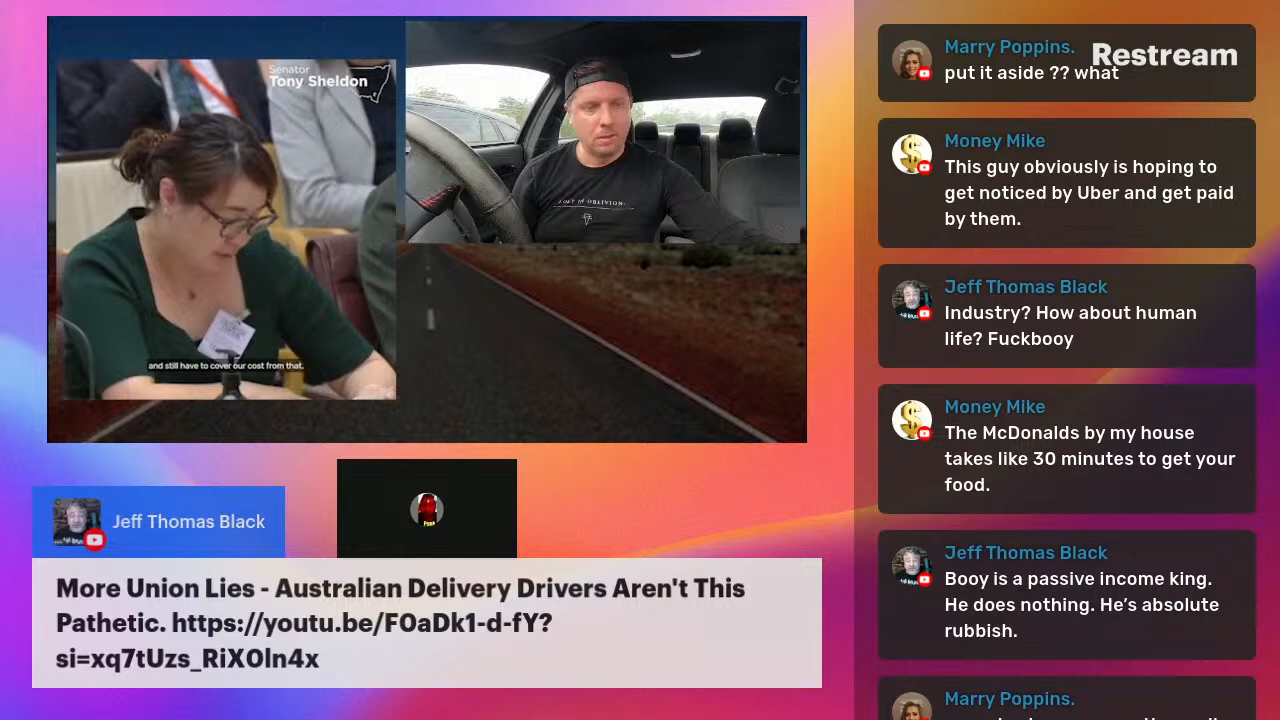 Senator
Tony Sheldon
LOST IN OBLIVION
and still have to cover our cost from that.
Jeff Thomas Black
More Union Lies - Australian Delivery Drivers Aren't This
Pathetic. https://youtu.be/FOaDk1-d-fY?
si=xq7tUzs_RiXOln4x
Restream
Marry Poppins.
put it aside ?? what
Money Mike
This guy obviously is hoping to
get noticed by Uber and get paid
by them.
Jeff Thomas Black
Industry? How about human
life? Fuckbooy
Money Mike
The McDonalds by my house
takes like 30 minutes to get your
food.
Jeff Thomas Black
Booy is a passive income king.
He does nothing. He’s absolute
rubbish.
Marry Poppins.